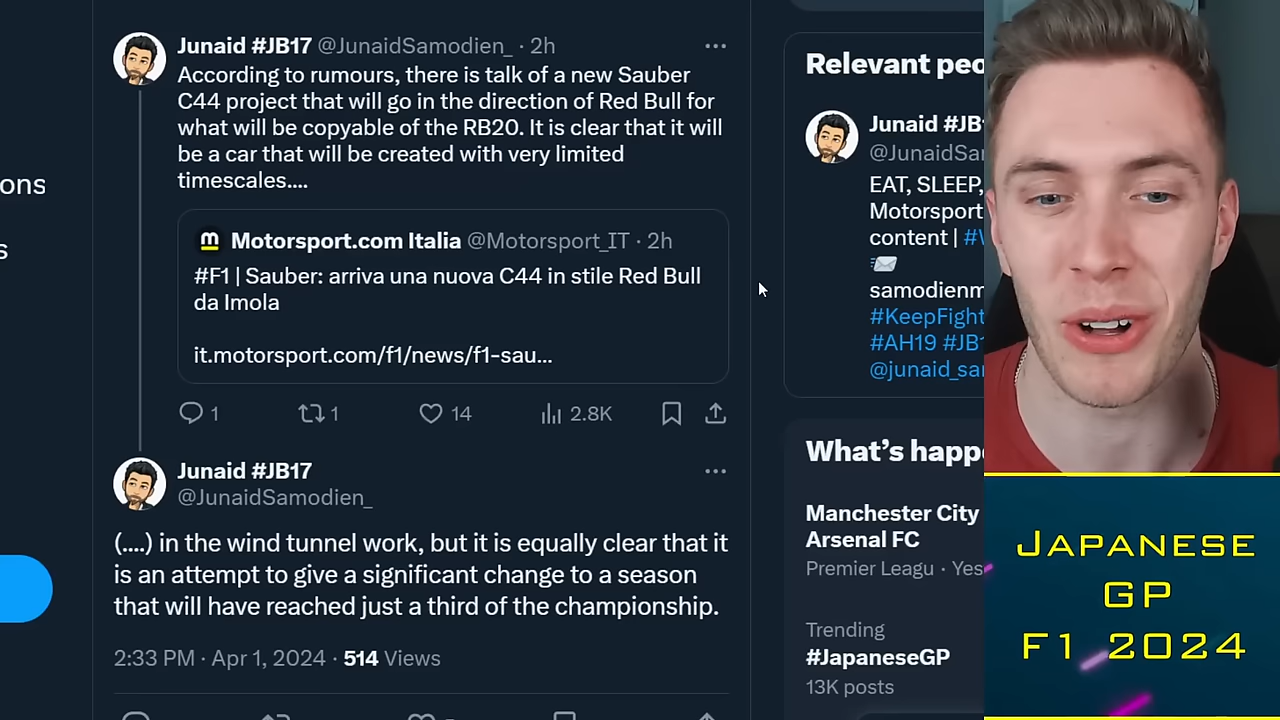 ons
s
Junaid #JB17 @JunaidSamodien_ · 2h
According to rumours, there is talk of a new Sauber
C44 project that will go in the direction of Red Bull for
what will be copyable of the RB20. It is clear that it will
be a car that will be created with very limited
timescales....
Motorsport.com Italia @Motorsport_IT · 2h
#F1 | Sauber: arriva una nuova C44 in stile Red Bull
da Imola
it.motorsport.com/f1/news/f1-sau...
1 1 14 2.8K
Junaid #JB17
@JunaidSamodien_
(....) in the wind tunnel work, but it is equally clear that it
is an attempt to give a significant change to a season
that will have reached just a third of the championship.
2:33 PM · Apr 1, 2024 · 514 Views
Relevant peo
Junaid #JB1
@JunaidSa
EAT, SLEEP,
Motorsport
content | #
samodienm
#KeepFight
#AH19 #JB
@junaid_sa
What's happ
Manchester City
Arsenal FC
Premier Leagu · Yes
Trending
#JapaneseGP
13K posts
JAPANESE
GP
F1 2024